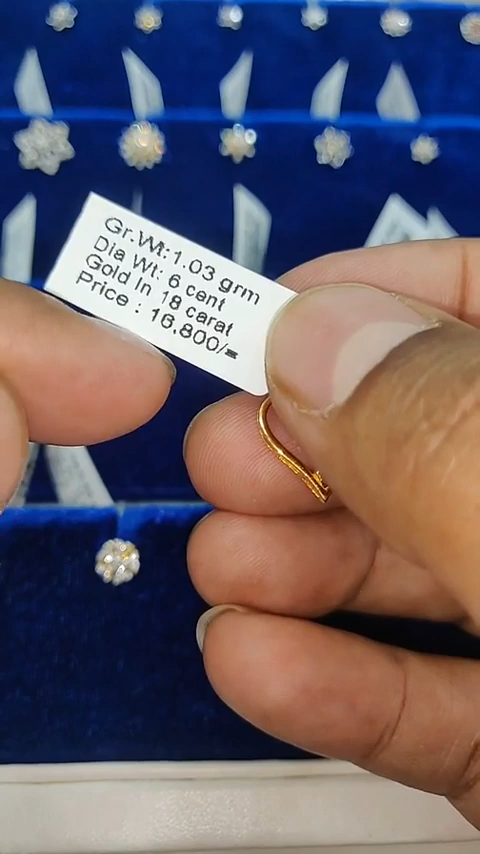 Gr.Wt:1.03 grm
Dia Wt: 6 cent
Gold In 18 carat
Price : 16,800/=